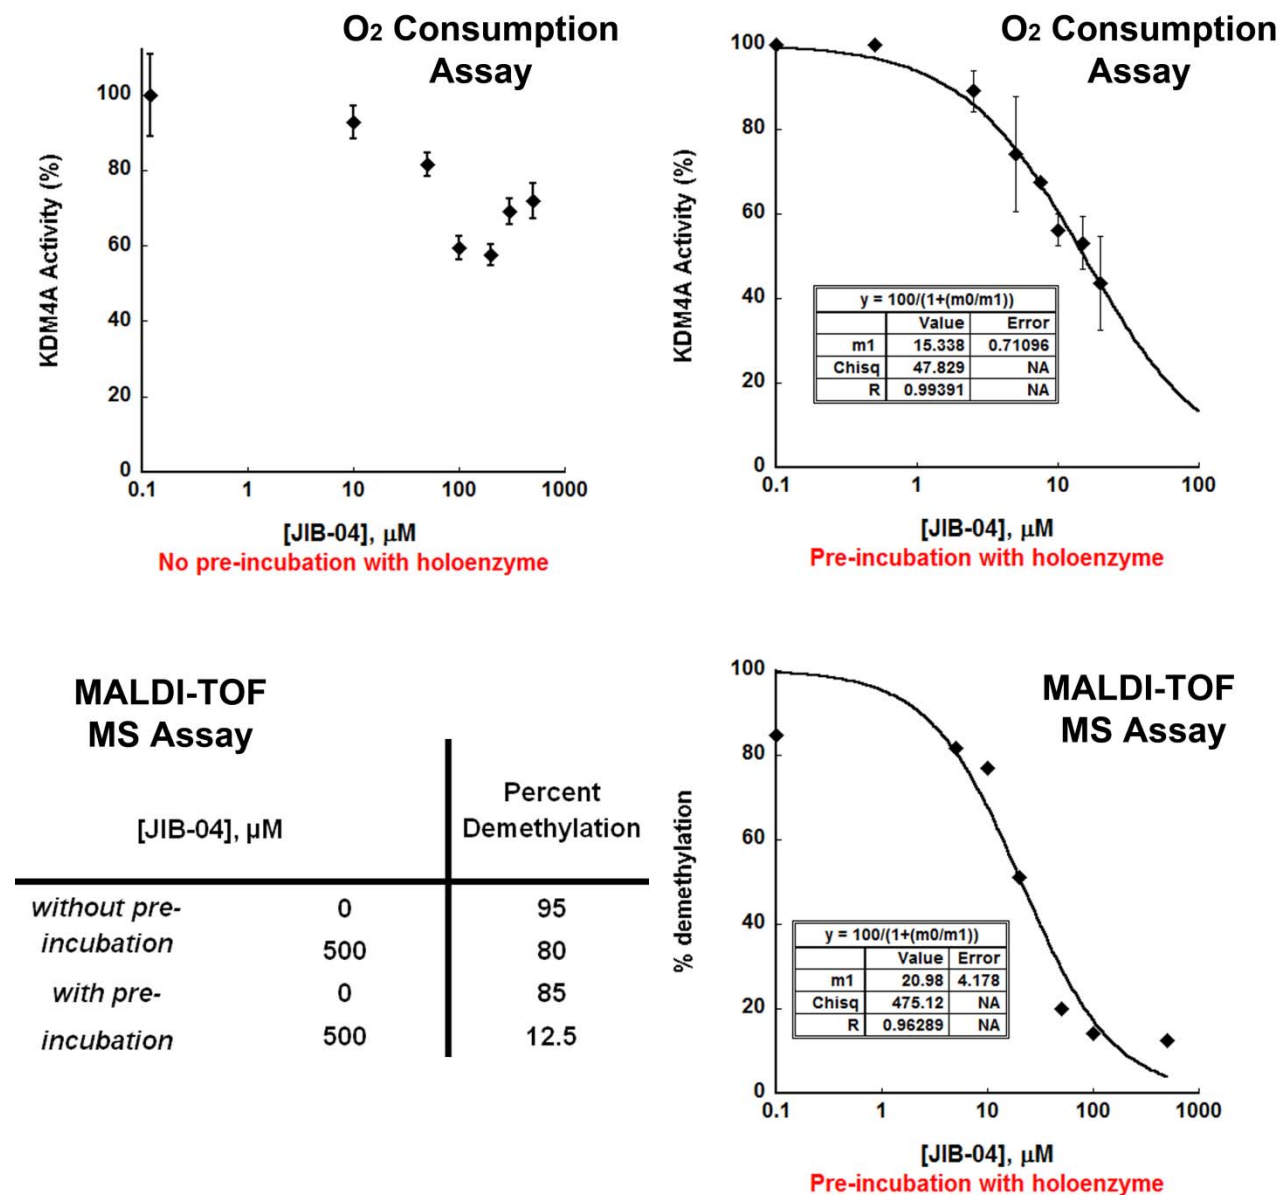 O2 Consumption
Assay
100
80
60
40
20
0
KDM4A Activity (%)
0.1 1 10 100 1000
[JIB-04], µM
No pre-incubation with holoenzyme
O2 Consumption
Assay
100
80
60
40
20
0
KDM4A Activity (%)
y = 100/(1+(m0/m1))
Value Error
m1 15.338 0.71096
Chisq 47.829 NA
R 0.99391 NA
0.1 1 10 100
[JIB-04], µM
Pre-incubation with holoenzyme
MALDI-TOF
MS Assay
[JIB-04], µM
Percent
Demethylation
without pre- 0 95
incubation 500 80
with pre- 0 85
incubation 500 12.5
MALDI-TOF
MS Assay
100
80
60
40
20
0
% demethylation
y = 100/(1+(m0/m1))
Value Error
m1 20.98 4.178
Chisq 475.12 NA
R 0.96289 NA
0.1 1 10 100 1000
[JIB-04], µM
Pre-incubation with holoenzyme